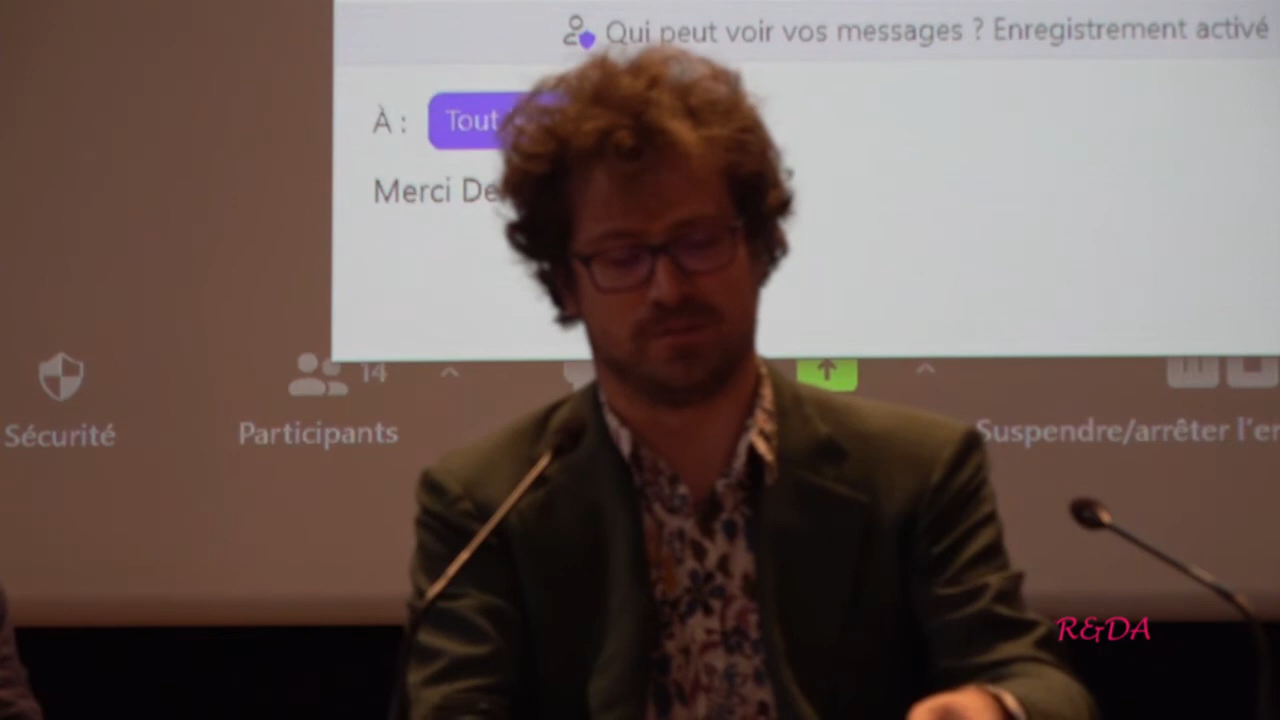 Qui peut voir vos messages ? Enregistrement activé
À : Tout
Merci De
14
Sécurité
Participants
Suspendre/arrêter l'er
R&DA